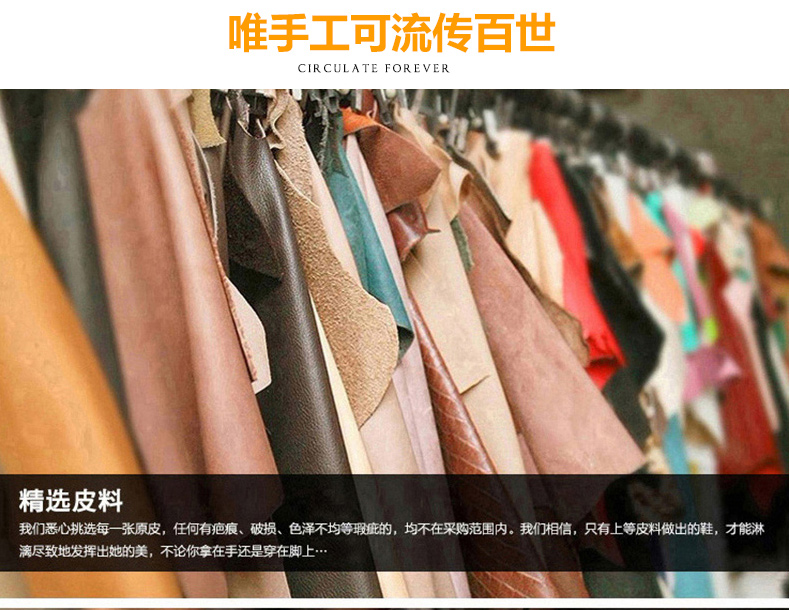 唯手工可流传百世
CIRCULATE FOREVER
精选皮料
我们悉心挑选每一张原皮，任何有疤痕、破损、色泽不均等瑕疵的，均不在采购范围内。我们相信，只有上等皮料做出的鞋，才能淋
漓尽致地发挥出她的美，不论你拿在手还是穿在脚上…